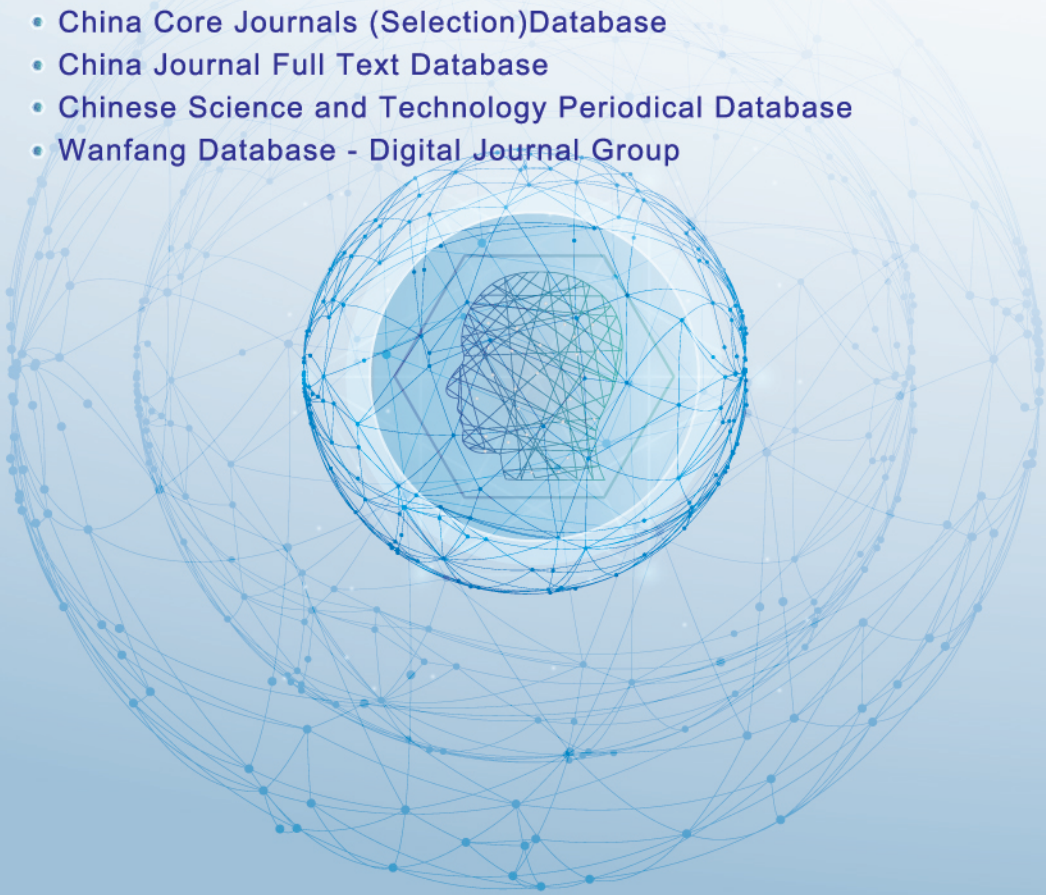 China Core Journals (Selection)Database
China Journal Full Text Database
Chinese Science and Technology Periodical Database
Wanfang Database - Digital Journal Group